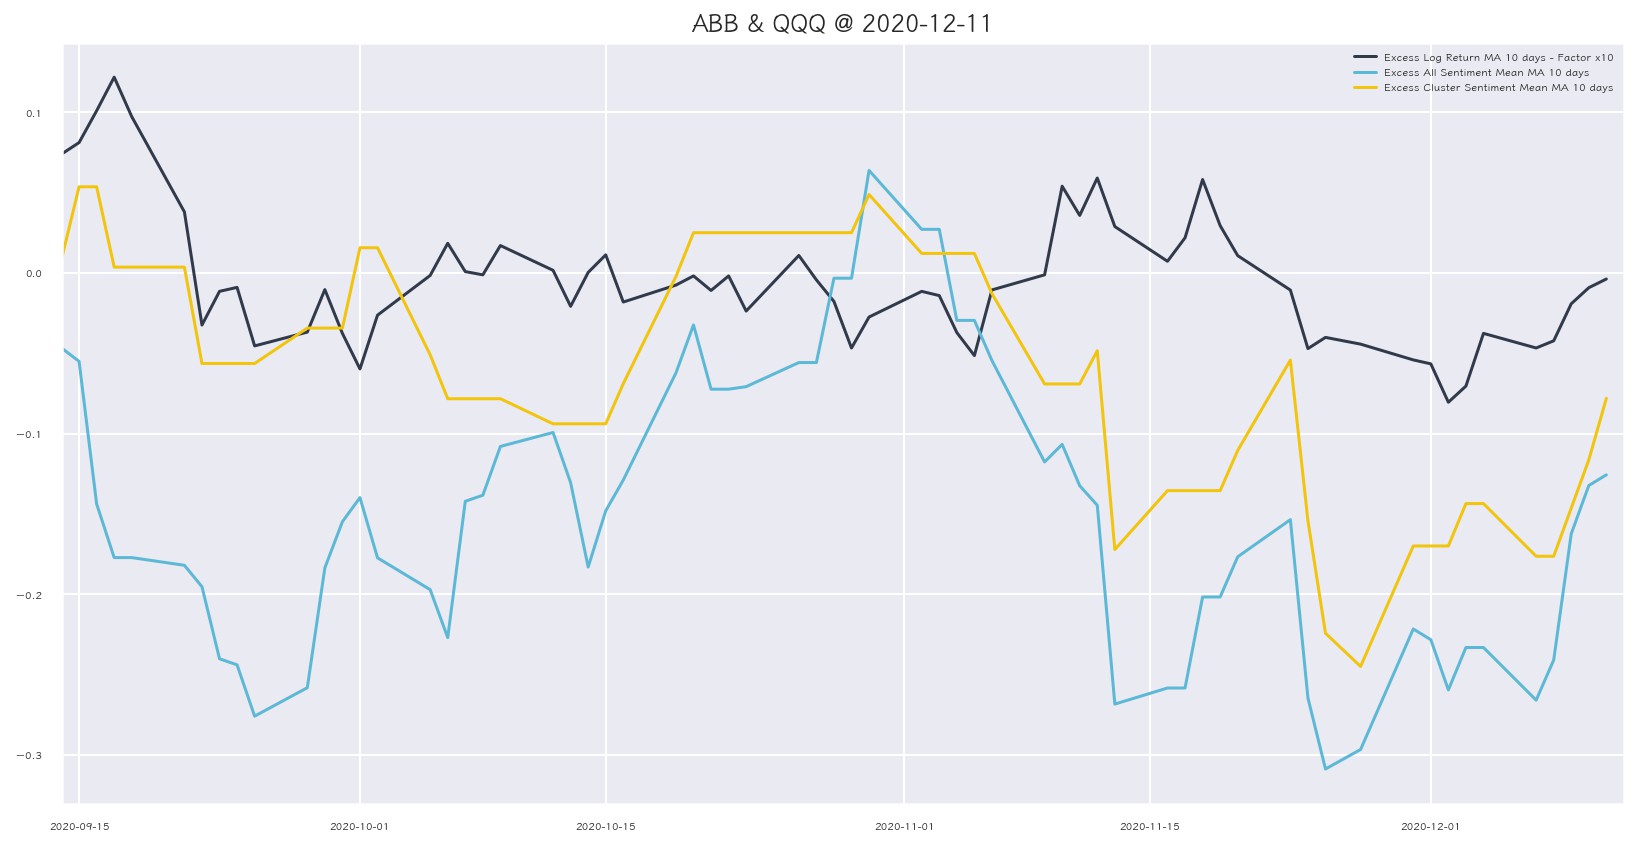 ABB & QQQ @ 2020-12-11
Excess Log Return MA 10 days - Factor x10
Excess All Sentiment Mean MA 10 days
Excess Cluster Sentiment Mean MA 10 days
0.1
0.0
−0.1
−0.2
−0.3
2020-09-15 2020-10-01 2020-10-15 2020-11-01 2020-11-15 2020-12-01